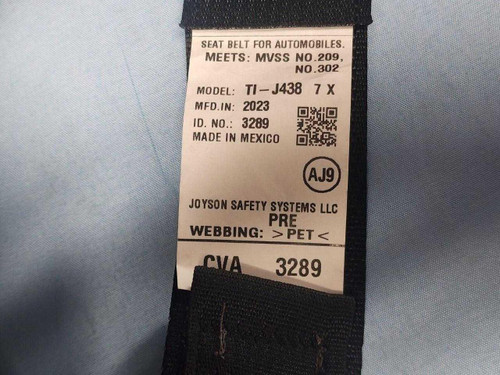 SEAT BELT FOR AUTOMOBILES.
MEETS: MVSS NO.209,
NO.302
MODEL: TI-J438 7 X
MFD.IN: 2023
ID. NO.: 3289
MADE IN MEXICO
AJ9
JOYSON SAFETY SYSTEMS LLC
PRE
WEBBING: >PET<
CVA 3289